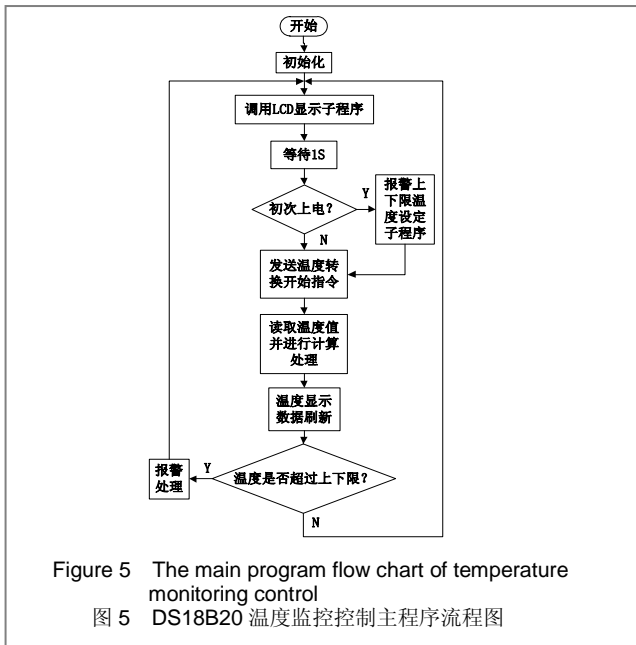 开始
初始化
调用LCD显示子程序
等待1S
初次上电?
Y
报警上
下限温
度设定
子程序
N
发送温度转
换开始指令
读取温度值
并进行计算
处理
温度显示
数据刷新
温度是否超过上下限?
Y
报警
处理
N
Figure 5 The main program flow chart of temperature
monitoring control
图 5 DS18B20 温度监控控制主程序流程图